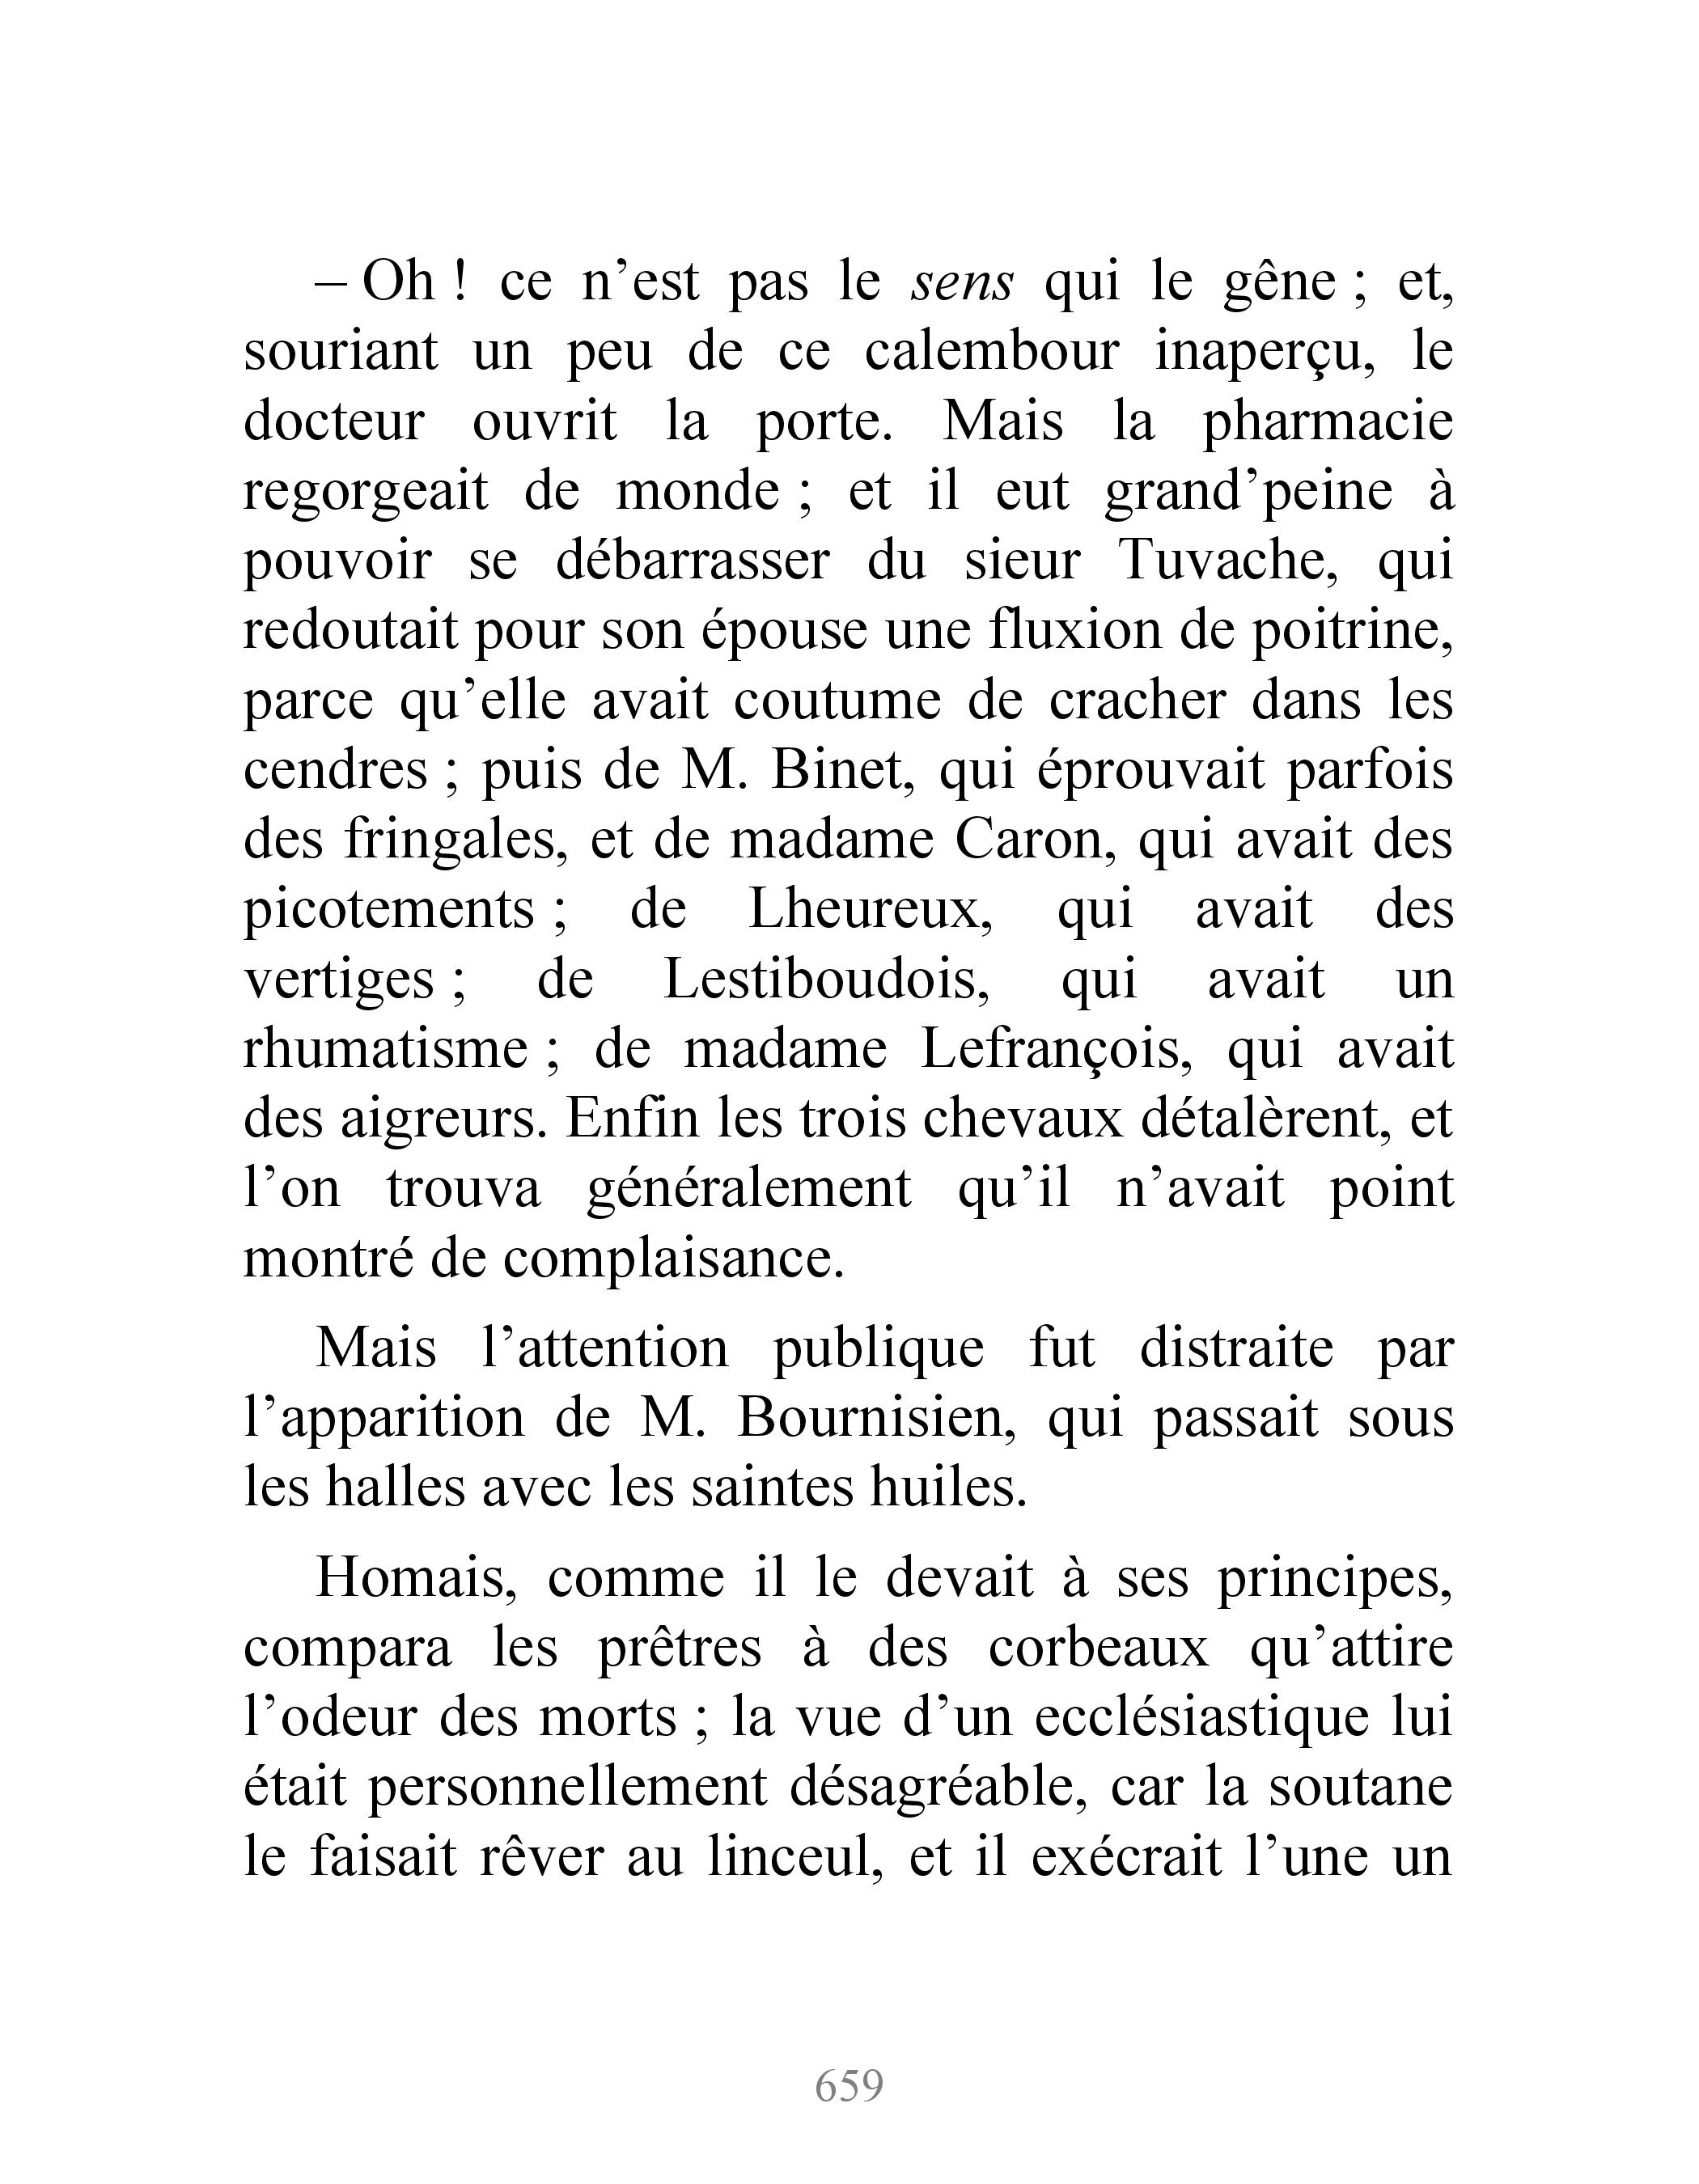 – Oh ! ce n’est pas le sens qui le gêne ; et,
souriant un peu de ce calembour inaperçu, le
docteur ouvrit la porte. Mais la pharmacie
regorgeait de monde ; et il eut grand’peine à
pouvoir se débarrasser du sieur Tuvache, qui
redoutait pour son épouse une fluxion de poitrine,
parce qu’elle avait coutume de cracher dans les
cendres ; puis de M. Binet, qui éprouvait parfois
des fringales, et de madame Caron, qui avait des
picotements ; de Lheureux, qui avait des
vertiges ; de Lestiboudois, qui avait un
rhumatisme ; de madame Lefrançois, qui avait
des aigreurs. Enfin les trois chevaux détalèrent, et
l’on trouva généralement qu’il n’avait point
montré de complaisance.
Mais l’attention publique fut distraite par
l’apparition de M. Bournisien, qui passait sous
les halles avec les saintes huiles.
Homais, comme il le devait à ses principes,
compara les prêtres à des corbeaux qu’attire
l’odeur des morts ; la vue d’un ecclésiastique lui
était personnellement désagréable, car la soutane
le faisait rêver au linceul, et il exécrait l’une un
659